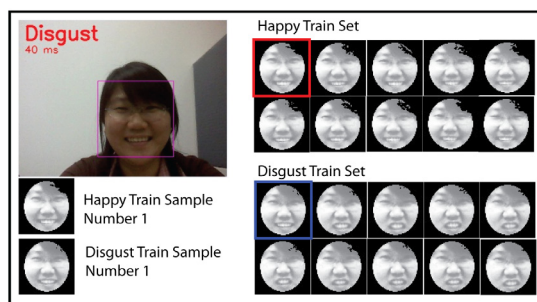 Disgust
40 ms
Happy Train Sample
Number 1
Disgust Train Sample
Number 1
Happy Train Set
Disgust Train Set